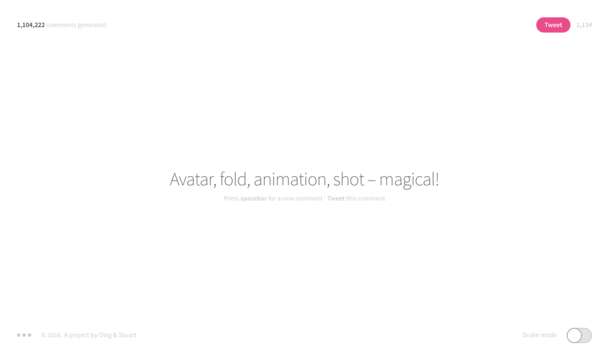 1,104,222 comments generated
Tweet 1,134
Avatar, fold, animation, shot – magical!
Press spacebar for a new comment · Tweet this comment
© 2016. A project by Oleg & Stuart
Snake mode